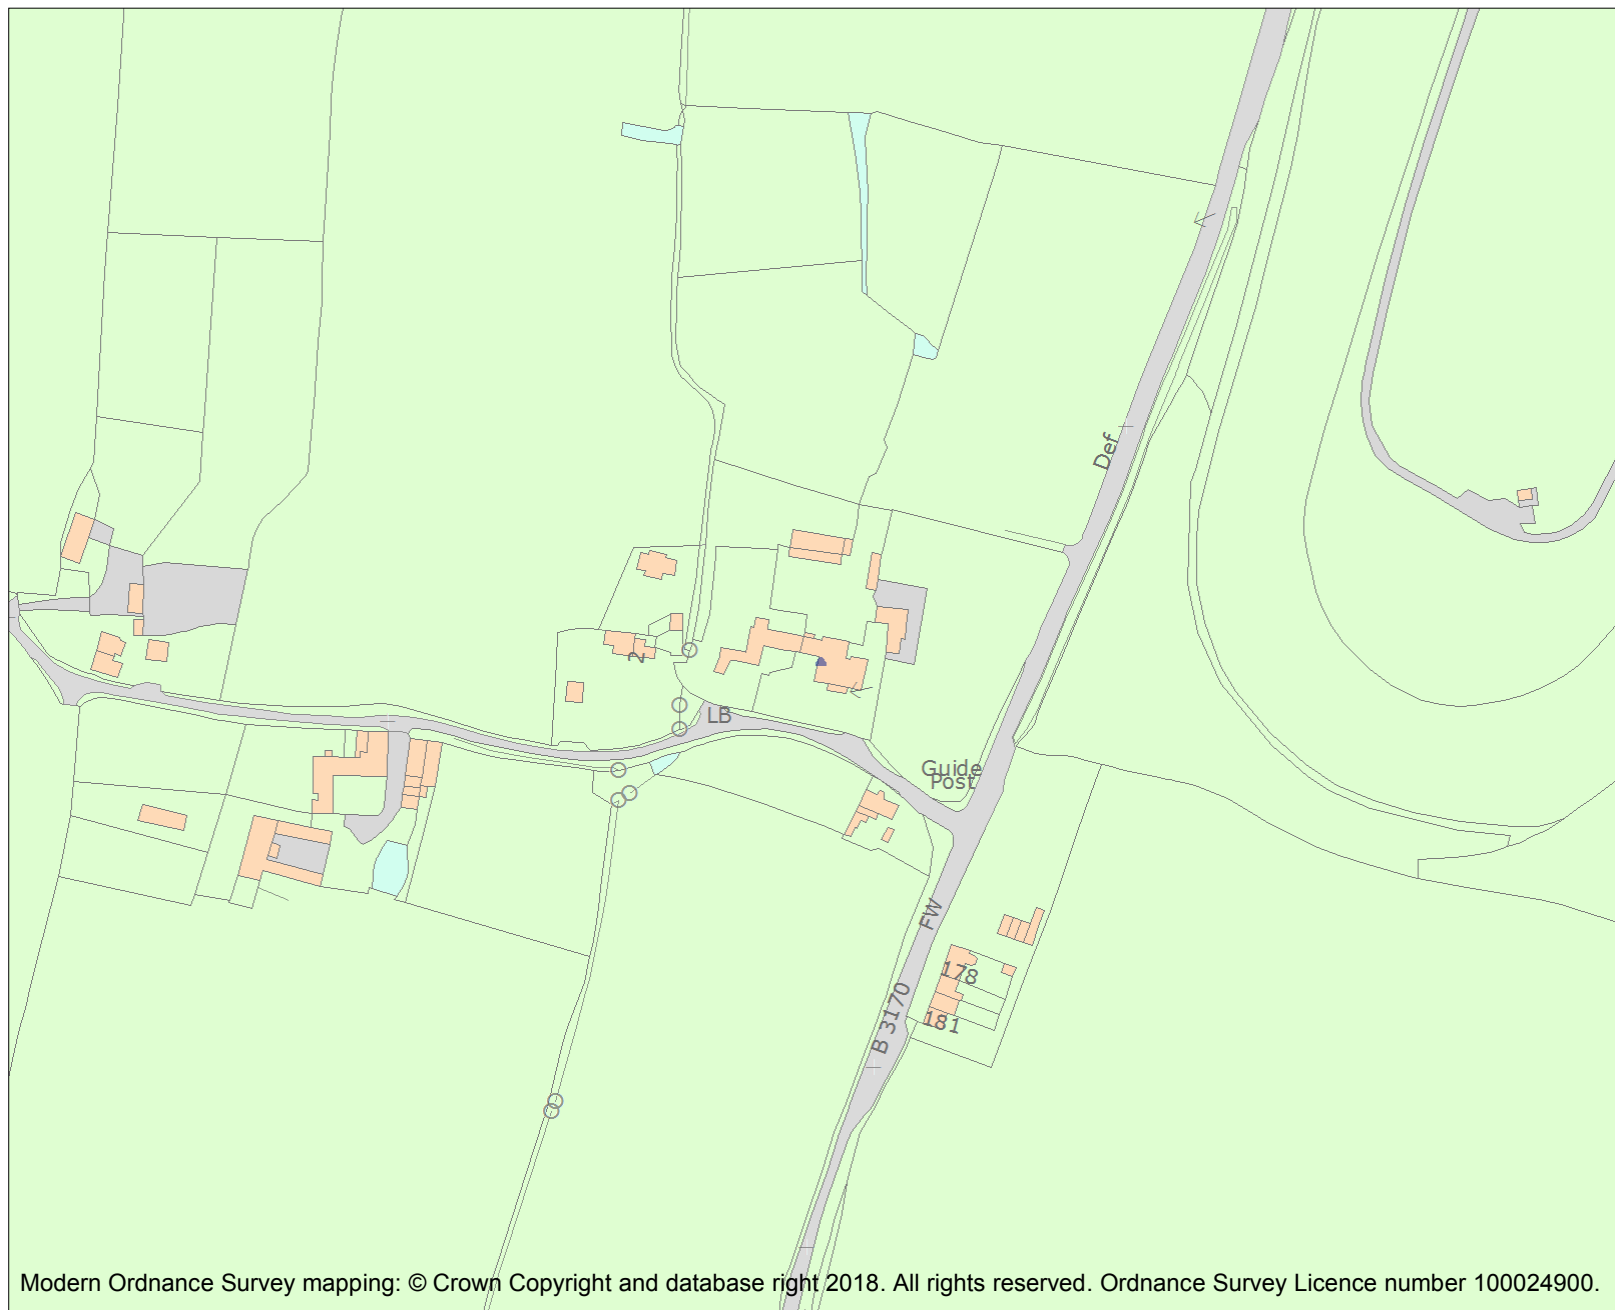 Def
2
LB
Guide
Post
FW
178
B 3170
181
Modern Ordnance Survey mapping: © Crown Copyright and database right 2018. All rights reserved. Ordnance Survey Licence number 100024900.